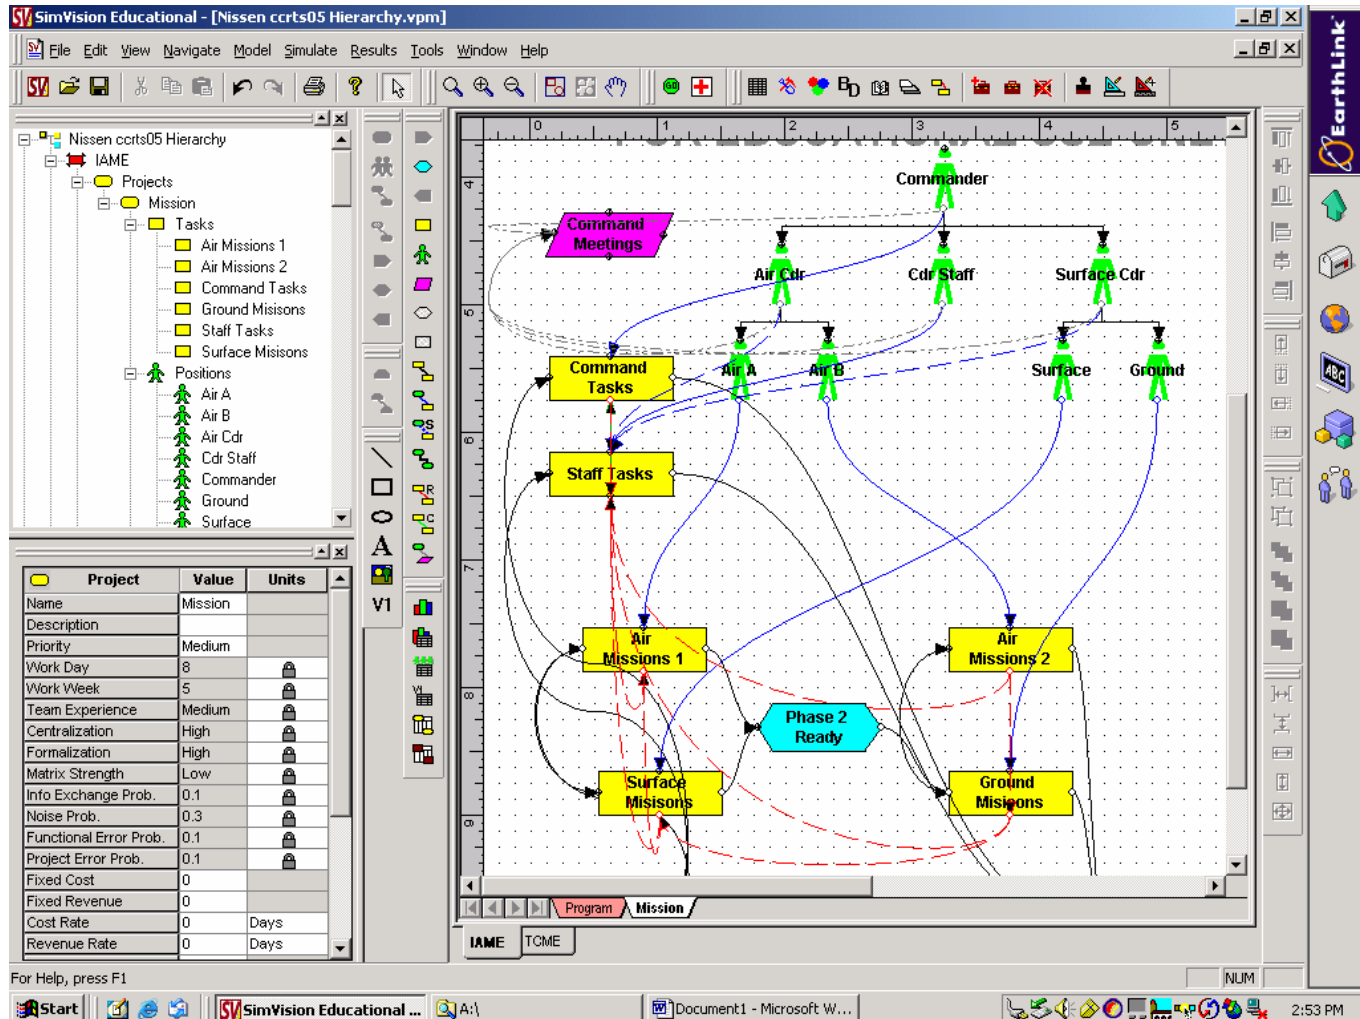 SimVision Educational - [Nissen ccrts05 Hierarchy.vpm]
File Edit View Navigate Model Simulate Results Tools Window Help
EarthLink
Nissen ccrts05 Hierarchy
IAME
Projects
Mission
Tasks
Air Missions 1
Air Missions 2
Command Tasks
Ground Misisons
Staff Tasks
Surface Misisons
Positions
Air A
Air B
Air Cdr
Cdr Staff
Commander
Ground
Surface
Project Value Units
Name Mission
Description
Priority Medium
Work Day 8
Work Week 5
Team Experience Medium
Centralization High
Formalization High
Matrix Strength Low
Info Exchange Prob. 0.1
Noise Prob. 0.3
Functional Error Prob. 0.1
Project Error Prob. 0.1
Fixed Cost 0
Fixed Revenue 0
Cost Rate 0 Days
Revenue Rate 0 Days
A
V1
0 1 2 3 4 5
4
5
6
7
8
9
Commander
Command
Meetings
Air Cdr
Cdr Staff
Surface Cdr
Command
Tasks
Air A
Air B
Surface
Ground
Staff Tasks
Air
Missions 1
Air
Missions 2
Phase 2
Ready
Surface
Misisons
Ground
Misisons
Program Mission
IAME TCME
For Help, press F1
NUM
Start
SimVision Educational ...
A:\
Document1 - Microsoft W...
2:53 PM